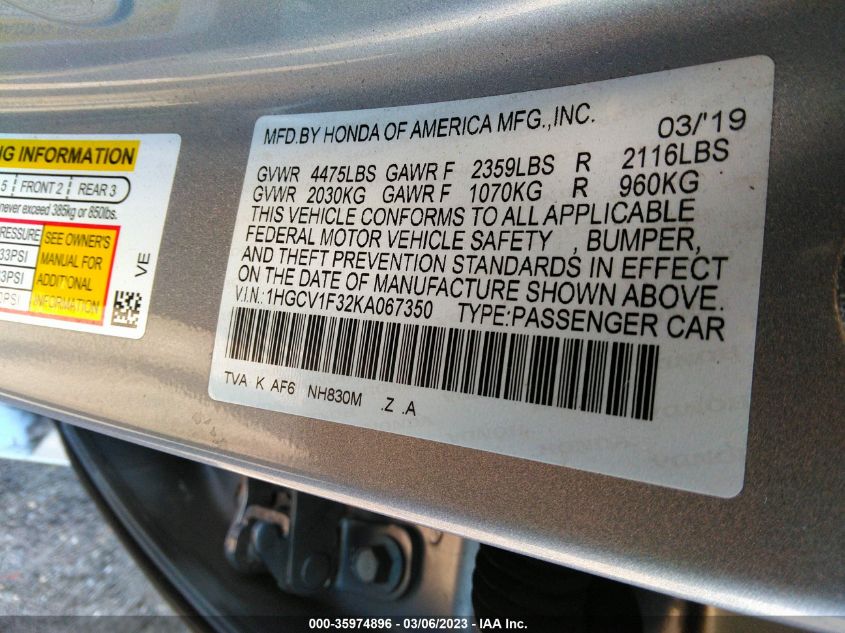 NG INFORMATION
5 FRONT 2 REAR 3
never exceed 385kg or 850lbs.
PRESSURE
33PSI
3PSI
0PSI
SEE OWNER'S
MANUAL FOR
ADDITIONAL
INFORMATION
VE
MFD.BY HONDA OF AMERICA MFG.,INC. 03/'19
GVWR 4475LBS GAWR F 2359LBS R 2116LBS
GVWR 2030KG GAWR F 1070KG R 960KG
THIS VEHICLE CONFORMS TO ALL APPLICABLE
FEDERAL MOTOR VEHICLE SAFETY , BUMPER,
AND THEFT PREVENTION STANDARDS IN EFFECT
ON THE DATE OF MANUFACTURE SHOWN ABOVE.
V.I.N.:1HGCV1F32KA067350 TYPE:PASSENGER CAR
TVA K AF6 NH830M .Z .A
HONDA
000-35974896 — 03/06/2023 — IAA Inc.